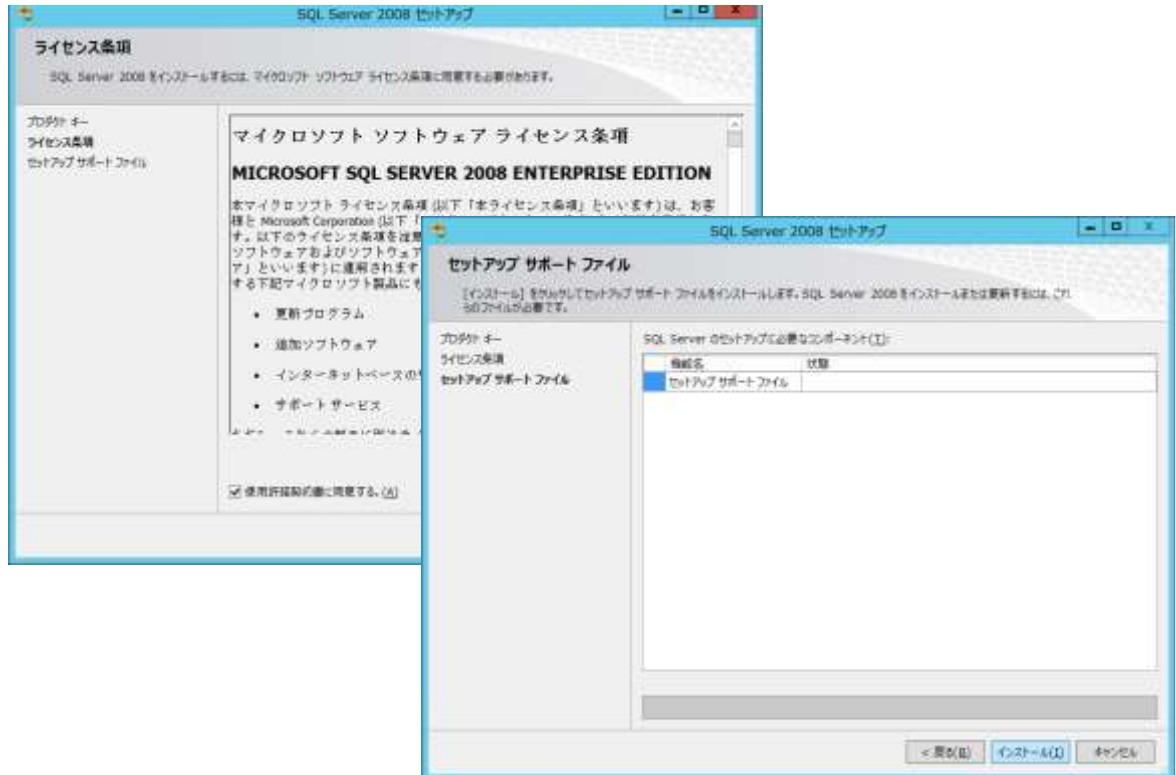 SQL Server 2008 セットアップ
ライセンス条項
SQL Server 2008 をインストールするには、マイクロソフト ソフトウェア ライセンス条項に同意する必要があります。
プロダクト キー
ライセンス条項
セットアップ サポート ファイル
マイクロソフト ソフトウェア ライセンス条項
MICROSOFT SQL SERVER 2008 ENTERPRISE EDITION
本マイクロソフト ライセンス条項 (以下「本ライセンス条項」といいます) は、お客
様と Microsoft Corporation (以下「
す。以下のライセンス条項を注意
ソフトウェアおよびソフトウェア
ア」といいます) に適用されます
する下記マイクロソフト製品にも
• 更新プログラム
• 追加ソフトウェア
• インターネットベースの
• サポート サービス
使用許諾契約書に同意する。(A)
SQL Server 2008 セットアップ
セットアップ サポート ファイル
[インストール] をクリックしてセットアップ サポート ファイルをインストールします。SQL Server 2008 をインストールまたは更新するには、これ
らのファイルが必要です。
プロダクト キー
ライセンス条項
セットアップ サポート ファイル
SQL Server のセットアップに必要なコンポーネント(I):
機能名 状態
セットアップ サポート ファイル
< 戻る(B) インストール(I) キャンセル